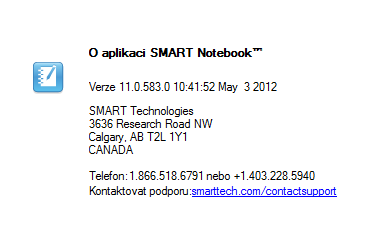 O aplikaci SMART Notebook™
Verze 11.0.583.0 10:41:52 May 3 2012
SMART Technologies
3636 Research Road NW
Calgary, AB T2L 1Y1
CANADA
Telefon: 1.866.518.6791 nebo +1.403.228.5940
Kontaktovat podporu:smarttech.com/contactsupport